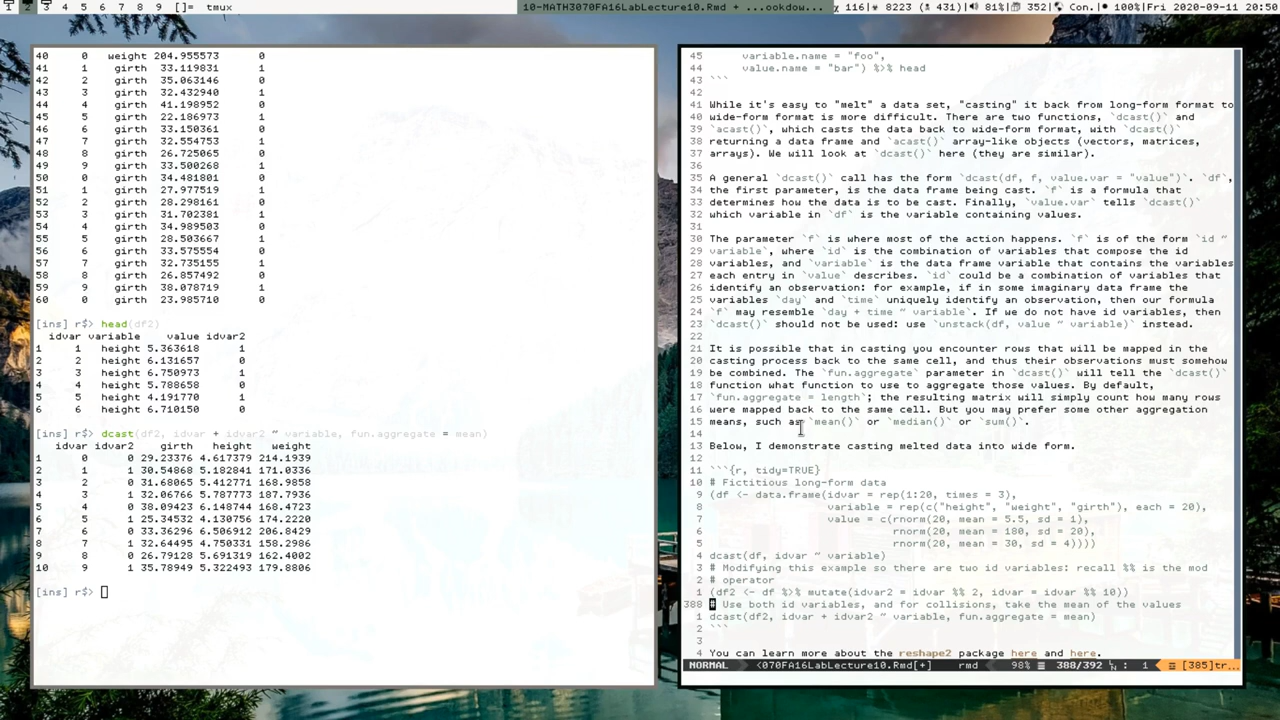 1 2 3 4 5 6 7 8 9 []= tmux
10-MATH3070FA16LabLecture10.Rmd + ...ookdow...
116| 8223 ( 431)| 81%| 352| Con.| 100%|Fri 2020-09-11 20:50
40 0 weight 204.955573 0
41 1 girth 33.119831 1
42 2 girth 35.063146 0
43 3 girth 32.432940 1
44 4 girth 41.198952 0
45 5 girth 22.186973 1
46 6 girth 33.150361 0
47 7 girth 32.554753 1
48 8 girth 26.725065 0
49 9 girth 33.500268 1
50 0 girth 34.481801 0
51 1 girth 27.977519 1
52 2 girth 28.298161 0
53 3 girth 31.702381 1
54 4 girth 34.989503 0
55 5 girth 28.503667 1
56 6 girth 33.575554 0
57 7 girth 32.735155 1
58 8 girth 26.857492 0
59 9 girth 38.078719 1
60 0 girth 23.985710 0
[ins] r$> head(df2)
idvar variable value idvar2
1 1 height 5.363618 1
2 2 height 6.131657 0
3 3 height 6.750973 1
4 4 height 5.788658 0
5 5 height 4.191770 1
6 6 height 6.710150 0
[ins] r$> dcast(df2, idvar + idvar2 ~ variable, fun.aggregate = mean)
idvar idvar2 girth height weight
1 0 0 29.23376 4.617379 214.1939
2 1 1 30.54868 5.182841 171.0336
3 2 0 31.68065 5.412771 168.9858
4 3 1 32.06766 5.787773 187.7936
5 4 0 38.09423 6.148744 168.4723
6 5 1 25.34532 4.130756 174.2220
7 6 0 33.36296 6.506912 206.8429
8 7 1 32.64495 4.750331 158.2986
9 8 0 26.79128 5.691319 162.4002
10 9 1 35.78949 5.322493 179.8806
[ins] r$>
45 variable.name = "foo",
44 value.name = "bar") %>% head
43 ```
42
41 While it's easy to "melt" a data set, "casting" it back from long-form format to
40 wide-form format is more difficult. There are two functions, `dcast()` and
39 `acast()`, which casts the data back to wide-form format, with `dcast()`
38 returning a data frame and `acast()` array-like objects (vectors, matrices,
37 arrays). We will look at `dcast()` here (they are similar).
36
35 A general `dcast()` call has the form `dcast(df, f, value.var = "value")`. `df`,
34 the first parameter, is the data frame being cast. `f` is a formula that
33 determines how the data is to be cast. Finally, `value.var` tells `dcast()`
32 which variable in `df` is the variable containing values.
31
30 The parameter `f` is where most of the action happens. `f` is of the form `id ~
29 variable`, where `id` is the combination of variables that compose the id
28 variables, and `variable` is the data frame variable that contains the variables
27 each entry in `value` describes. `id` could be a combination of variables that
26 identify an observation: for example, if in some imaginary data frame the
25 variables `day` and `time` uniquely identify an observation, then our formula
24 `f` may resemble `day + time ~ variable`. If we do not have id variables, then
23 `dcast()` should not be used: use `unstack(df, value ~ variable)` instead.
22
21 It is possible that in casting you encounter rows that will be mapped in the
20 casting process back to the same cell, and thus their observations must somehow
19 be combined. The `fun.aggregate` parameter in `dcast()` will tell the `dcast()`
18 function what function to use to aggregate those values. By default,
17 `fun.aggregate = length`; the resulting matrix will simply count how many rows
16 were mapped back to the same cell. But you may prefer some other aggregation
15 means, such as `mean()` or `median()` or `sum()`.
14
13 Below, I demonstrate casting melted data into wide form.
12
11 ```{r, tidy=TRUE}
10 # Fictitious long-form data
9 (df <- data.frame(idvar = rep(1:20, times = 3),
8 variable = rep(c("height", "weight", "girth"), each = 20),
7 value = c(rnorm(20, mean = 5.5, sd = 1),
6 rnorm(20, mean = 180, sd = 20),
5 rnorm(20, mean = 30, sd = 4))))
4 dcast(df, idvar ~ variable)
3 # Modifying this example so there are two id variables: recall %% is the mod
2 # operator
1 (df2 <- df %>% mutate(idvar2 = idvar %% 2, idvar = idvar %% 10))
388 # Use both id variables, and for collisions, take the mean of the values
1 dcast(df2, idvar + idvar2 ~ variable, fun.aggregate = mean)
2 ```
3
4 You can learn more about the reshape2 package here and here.
NORMAL <070FA16LabLecture10.Rmd[+] rmd 98% ☰ 388/392 : 1 [385]tr...